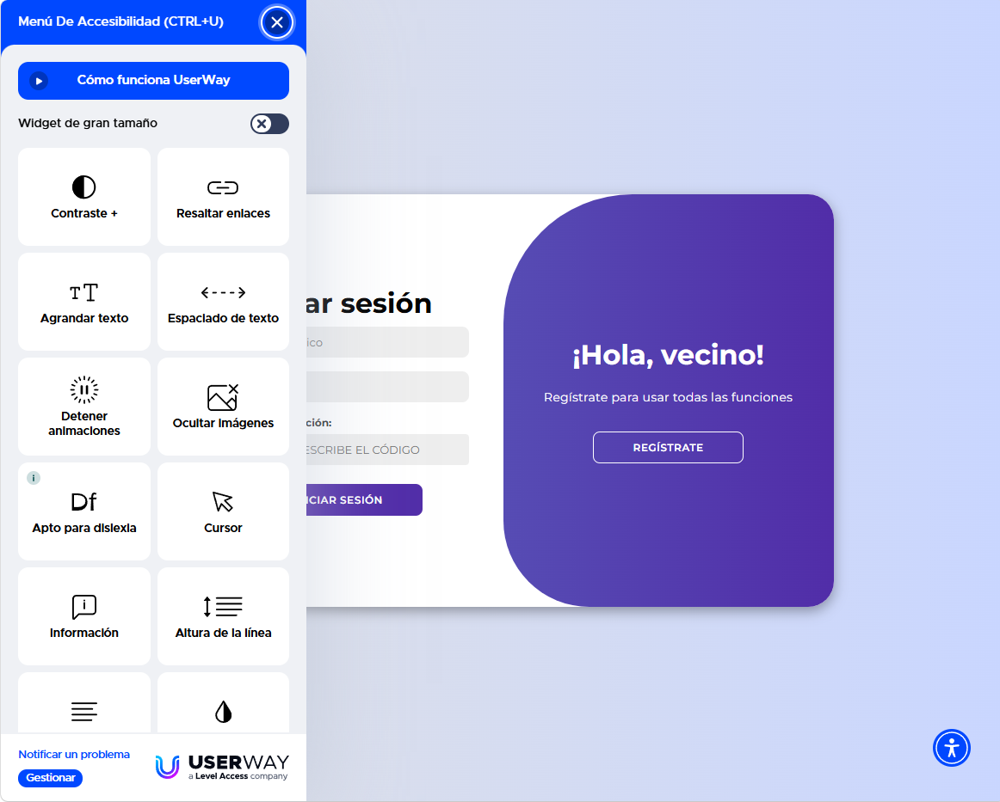 Menú De Accesibilidad (CTRL+U)
Cómo funciona UserWay
Widget de gran tamaño
Contraste +
Resaltar enlaces
Agrandar texto
Espaciado de texto
Detener
animaciones
Ocultar imágenes
Df
Apto para dislexia
Cursor
Información
Altura de la línea
Notificar un problema
Gestionar
USERWAY
a Level Access company
ar sesión
ico
ción:
ESCRIBE EL CÓDIGO
ICIAR SESIÓN
¡Hola, vecino!
Regístrate para usar todas las funciones
REGÍSTRATE